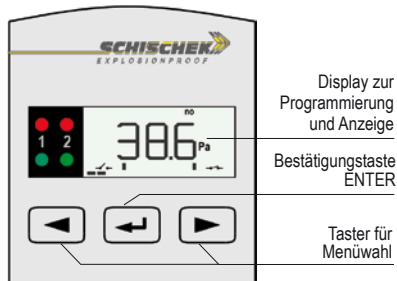 SCHISCHEK
EXPLOSIONPROOF
no
1 2
38.6 Pa
Display zur
Programmierung
und Anzeige
Bestätigungstaste
ENTER
Taster für
Menüwahl